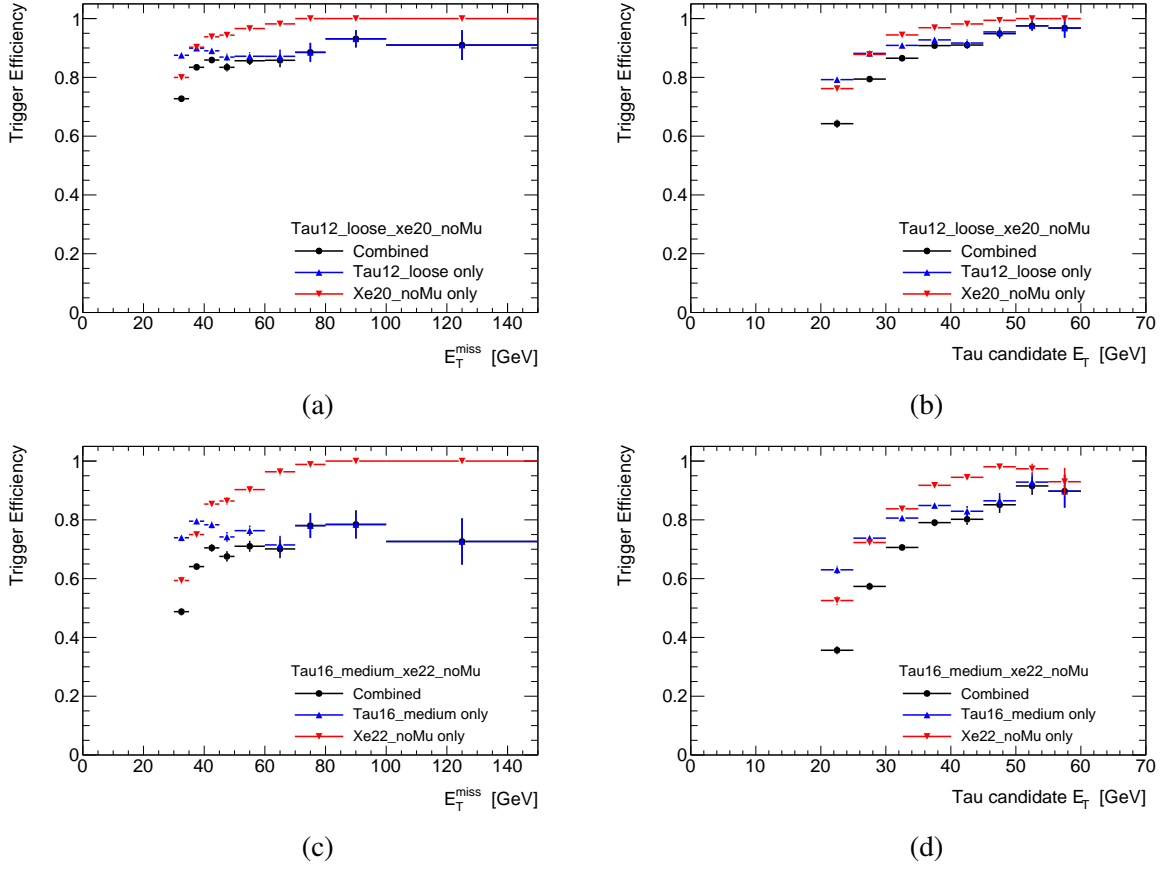 Trigger Efficiency
1
0.8
0.6
0.4
0.2
0
Tau12_loose_xe20_noMu
Combined
Tau12_loose only
Xe20_noMu only
0 20 40 60 80 100 120 140
E_T^miss [GeV]
(a)
Trigger Efficiency
1
0.8
0.6
0.4
0.2
0
Tau12_loose_xe20_noMu
Combined
Tau12_loose only
Xe20_noMu only
0 10 20 30 40 50 60 70
Tau candidate E_T [GeV]
(b)
Trigger Efficiency
1
0.8
0.6
0.4
0.2
0
Tau16_medium_xe22_noMu
Combined
Tau16_medium only
Xe22_noMu only
0 20 40 60 80 100 120 140
E_T^miss [GeV]
(c)
Trigger Efficiency
1
0.8
0.6
0.4
0.2
0
Tau16_medium_xe22_noMu
Combined
Tau16_medium only
Xe22_noMu only
0 10 20 30 40 50 60 70
Tau candidate E_T [GeV]
(d)